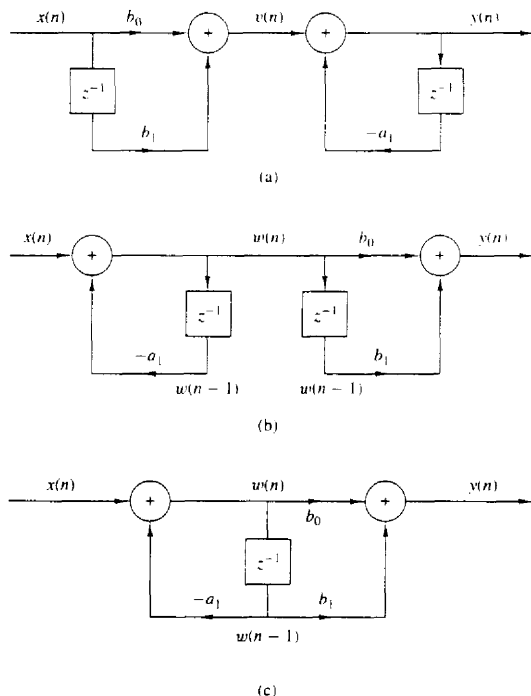 x(n) b₀ v(n) y(n)
+ +
z⁻¹ z⁻¹
b₁ −a₁
(a)
x(n) w(n) b₀ y(n)
+ +
z⁻¹ z⁻¹
−a₁ b₁
w(n − 1) w(n − 1)
(b)
x(n) w(n) y(n)
+ +
b₀
z⁻¹
−a₁ b₁
w(n − 1)
(c)